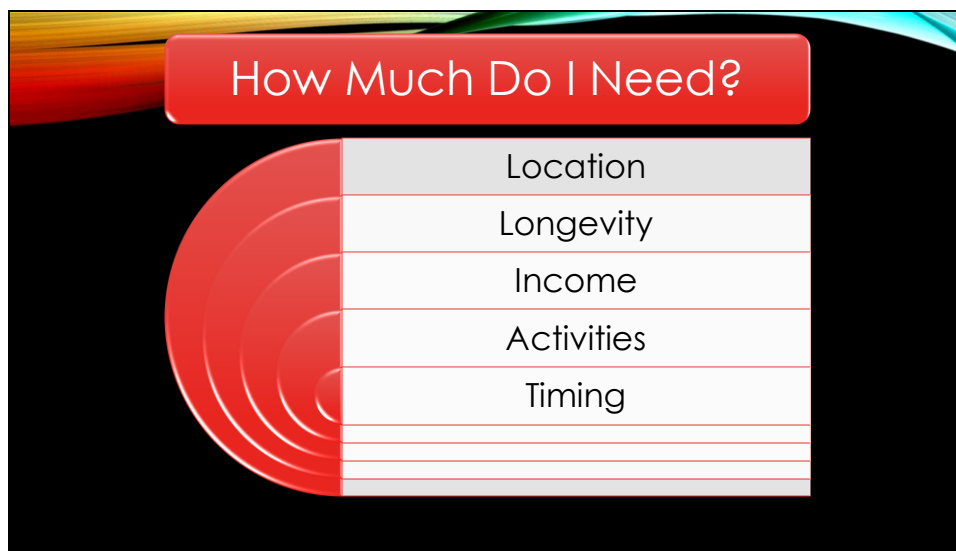 How Much Do I Need?
Location
Longevity
Income
Activities
Timing